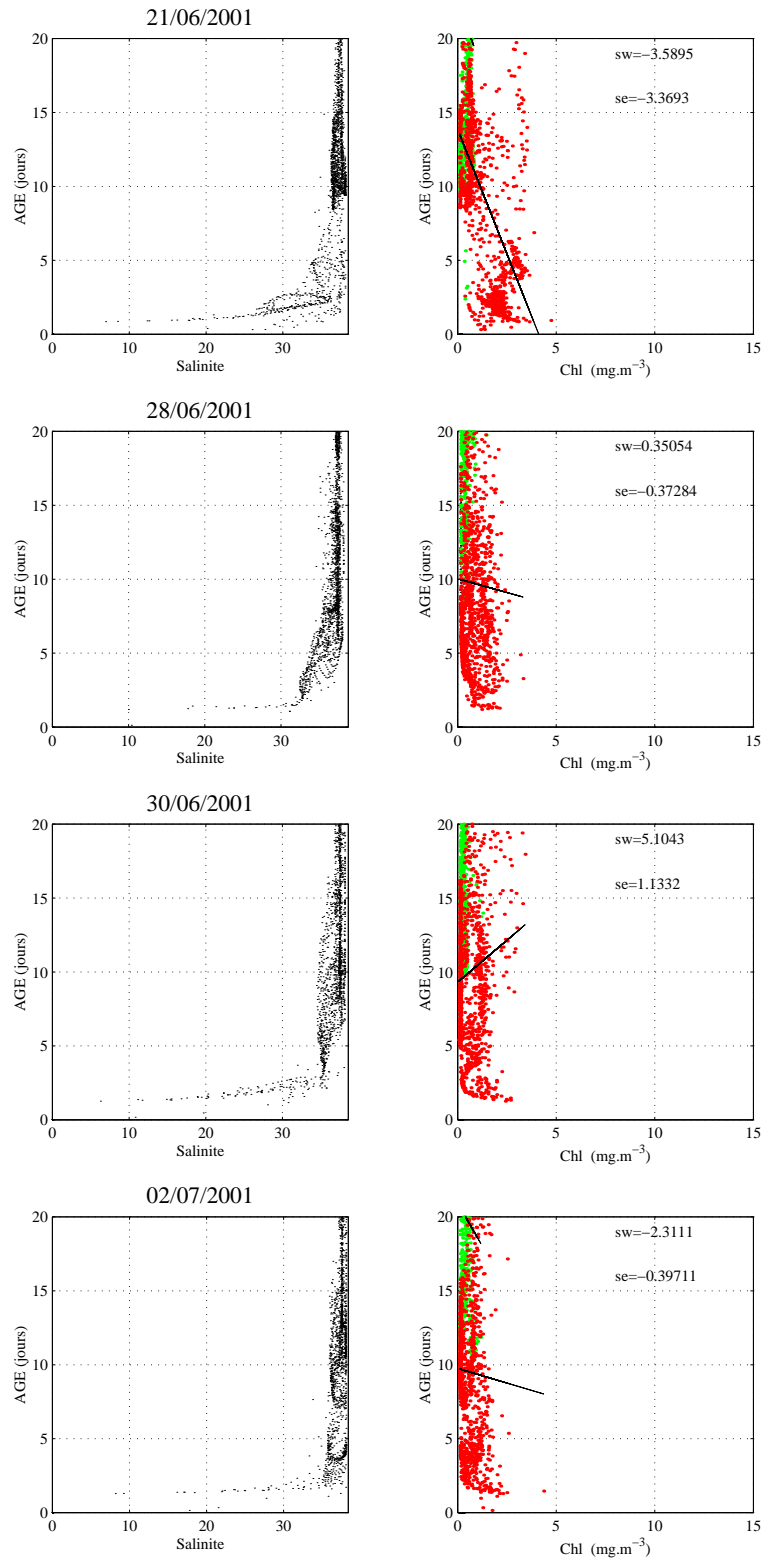 21/06/2001
20
15
10
5
0
AGE (jours)
0 10 20 30
Salinite
20
15
10
5
0
AGE (jours)
sw=−3.5895
se=−3.3693
0 5 10 15
Chl (mg.m−3)
28/06/2001
20
15
10
5
0
AGE (jours)
0 10 20 30
Salinite
20
15
10
5
0
AGE (jours)
sw=0.35054
se=−0.37284
0 5 10 15
Chl (mg.m−3)
30/06/2001
20
15
10
5
0
AGE (jours)
0 10 20 30
Salinite
20
15
10
5
0
AGE (jours)
sw=5.1043
se=1.1332
0 5 10 15
Chl (mg.m−3)
02/07/2001
20
15
10
5
0
AGE (jours)
0 10 20 30
Salinite
20
15
10
5
0
AGE (jours)
sw=−2.3111
se=−0.39711
0 5 10 15
Chl (mg.m−3)